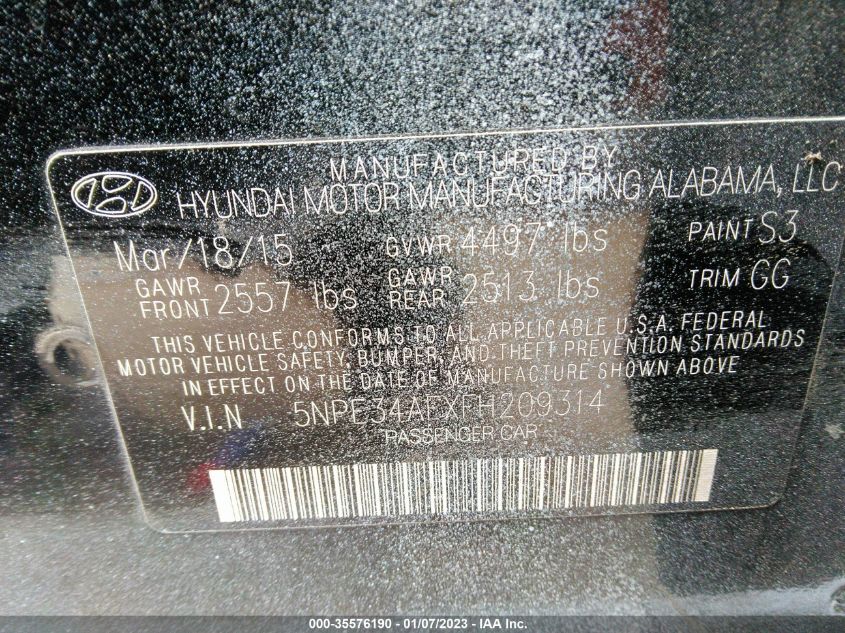 MANUFACTURED BY
HYUNDAI MOTOR MANUFACTURING ALABAMA, LLC
Mar/18/15 GVWR 4497 lbs PAINT S3
GAWR FRONT 2557 lbs GAWR REAR 2513 lbs TRIM GG
THIS VEHICLE CONFORMS TO ALL APPLICABLE U.S.A. FEDERAL
MOTOR VEHICLE SAFETY, BUMPER, AND THEFT PREVENTION STANDARDS
IN EFFECT ON THE DATE OF MANUFACTURE SHOWN ABOVE
V.I.N 5NPE34AFXFH209314
PASSENGER CAR
000-35576190 - 01/07/2023 - IAA Inc.